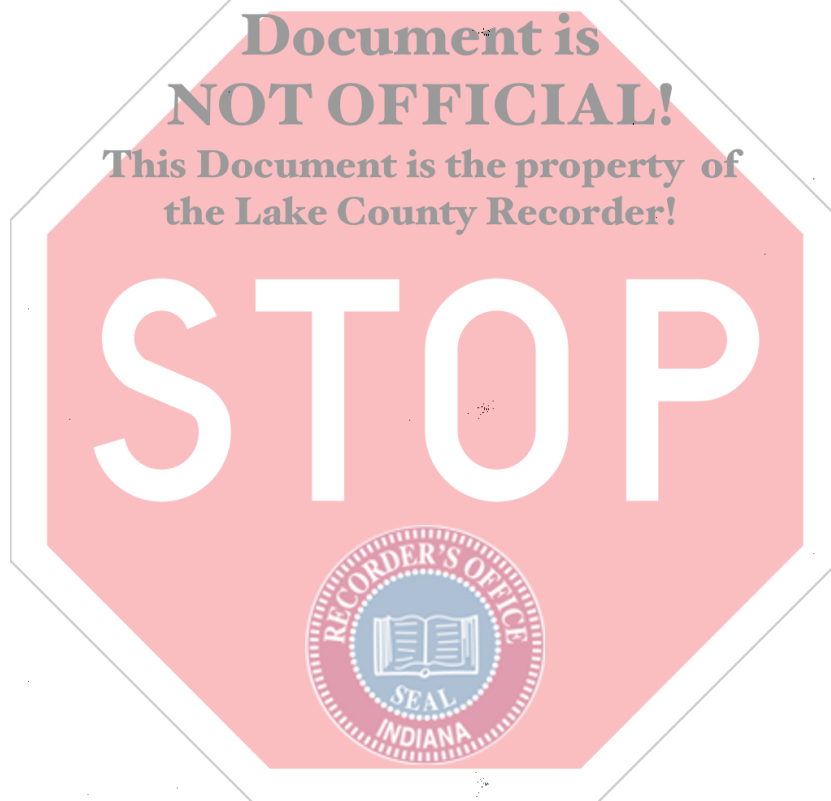 Document is
NOT OFFICIAL!
This Document is the property of
the Lake County Recorder!
STOP
RECORDER'S OFFICE
SEAL
INDIANA